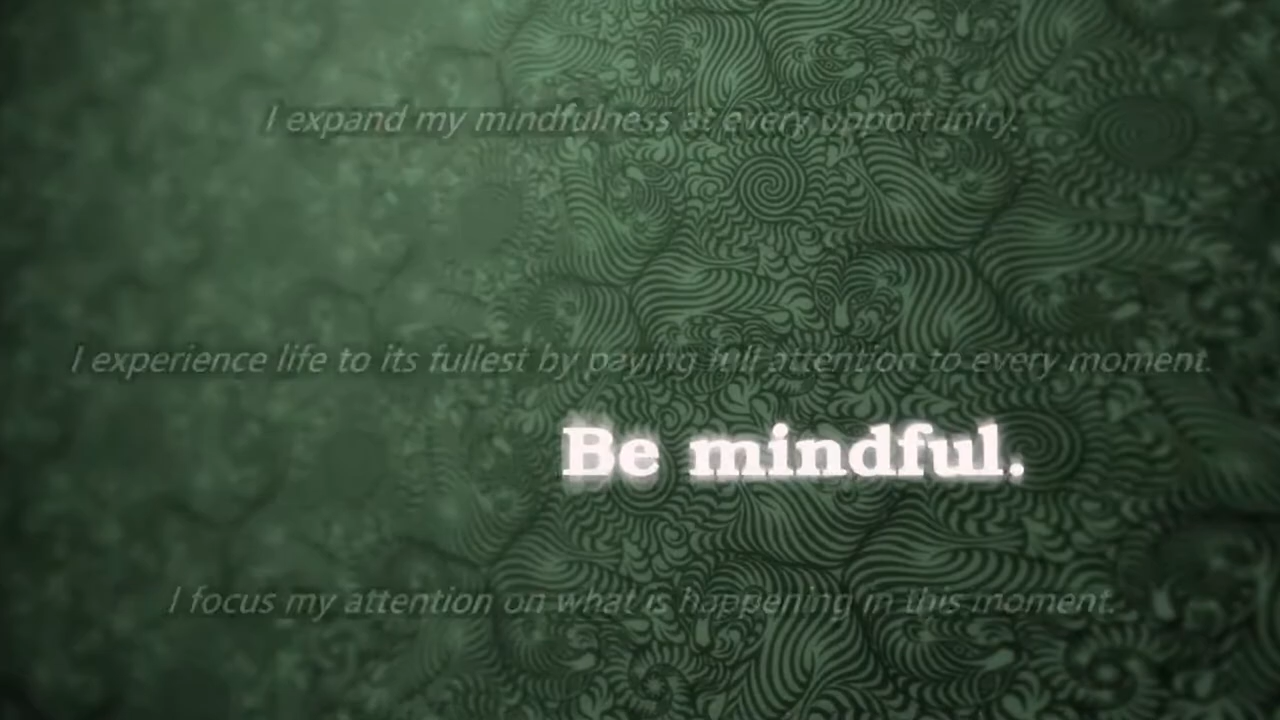 I expand my mindfulness at every opportunity.
I experience life to its fullest by paying full attention to every moment.
Be mindful.
I focus my attention on what is happening in this moment.